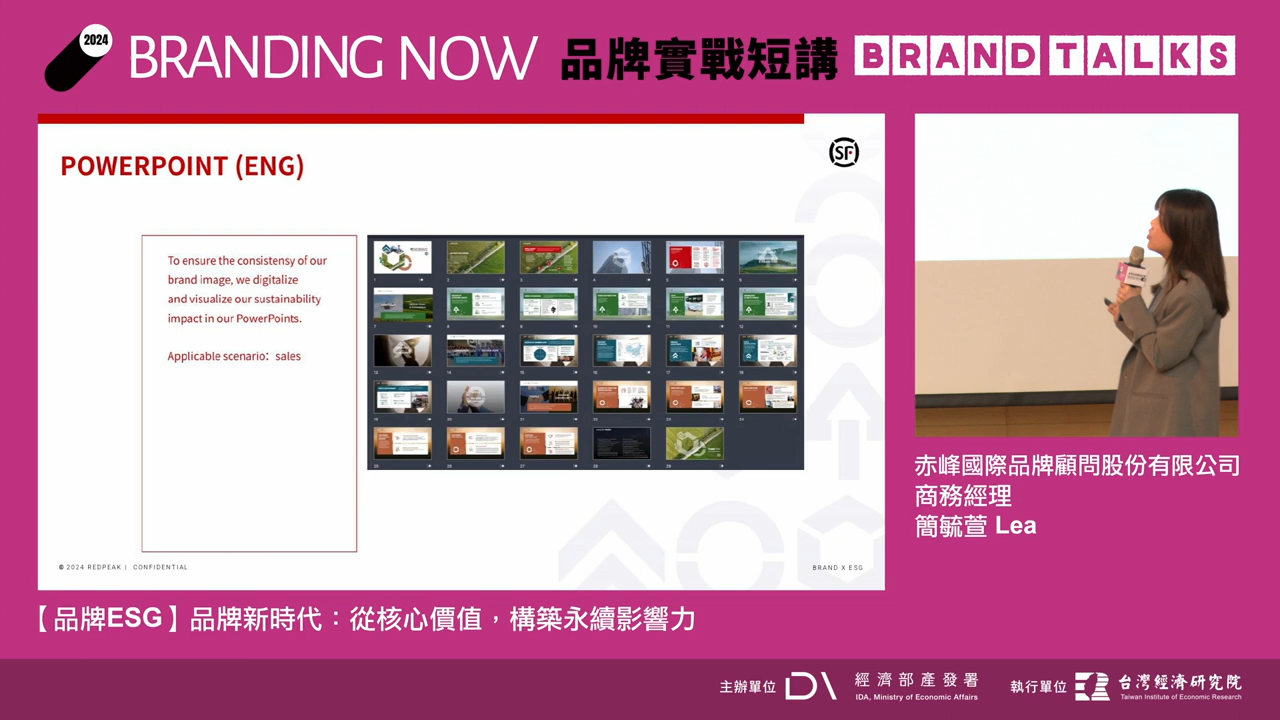 2024
BRANDING NOW 品牌實戰短講 BRAND TALKS
POWERPOINT (ENG)
SF
To ensure the consistensy of our
brand image, we digitalize
and visualize our sustainability
impact in our PowerPoints.
Applicable scenario：sales
© 2024 REDPEAK | CONFIDENTIAL
BRAND X ESG
赤峰國際品牌顧問股份有限公司
商務經理
簡毓萱 Lea
【品牌ESG】品牌新時代：從核心價值，構築永續影響力
主辦單位
經濟部產發署
IDA, Ministry of Economic Affairs
執行單位
台灣經濟研究院
Taiwan Institute of Economic Research